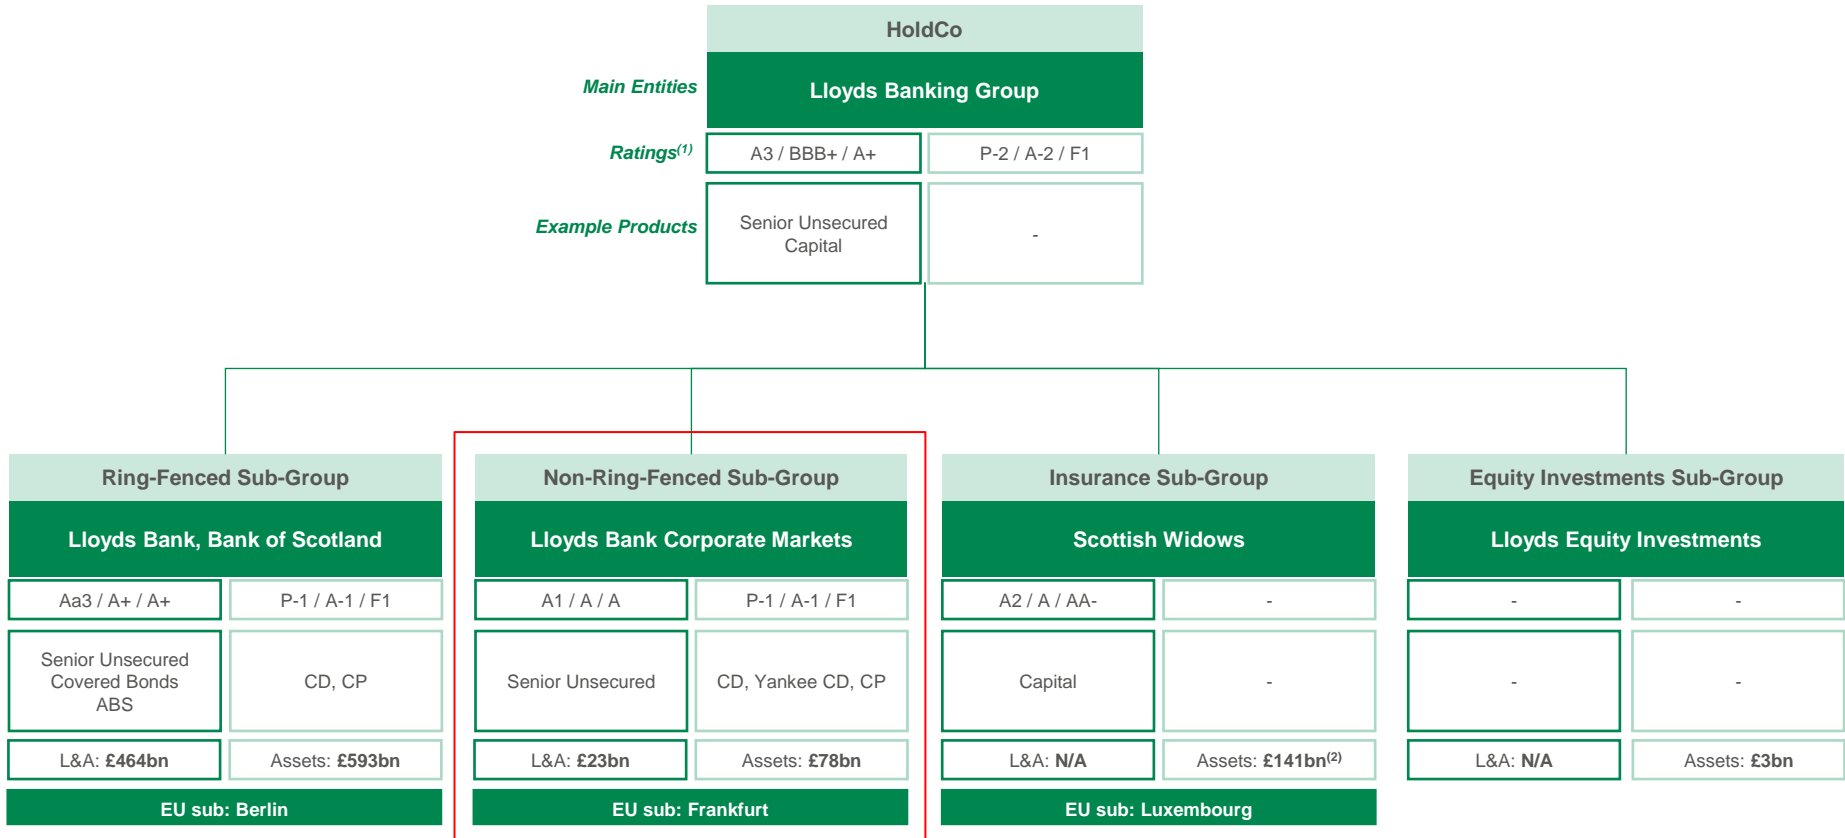 HoldCo
Main Entities
Lloyds Banking Group
Ratings(1)
A3 / BBB+ / A+
P-2 / A-2 / F1
Example Products
Senior Unsecured
Capital
-
Ring-Fenced Sub-Group
Lloyds Bank, Bank of Scotland
Aa3 / A+ / A+
P-1 / A-1 / F1
Senior Unsecured
Covered Bonds
ABS
CD, CP
L&A: £464bn
Assets: £593bn
EU sub: Berlin
Non-Ring-Fenced Sub-Group
Lloyds Bank Corporate Markets
A1 / A / A
P-1 / A-1 / F1
Senior Unsecured
CD, Yankee CD, CP
L&A: £23bn
Assets: £78bn
EU sub: Frankfurt
Insurance Sub-Group
Scottish Widows
A2 / A / AA-
-
Capital
-
L&A: N/A
Assets: £141bn(2)
EU sub: Luxembourg
Equity Investments Sub-Group
Lloyds Equity Investments
-
-
-
-
L&A: N/A
Assets: £3bn